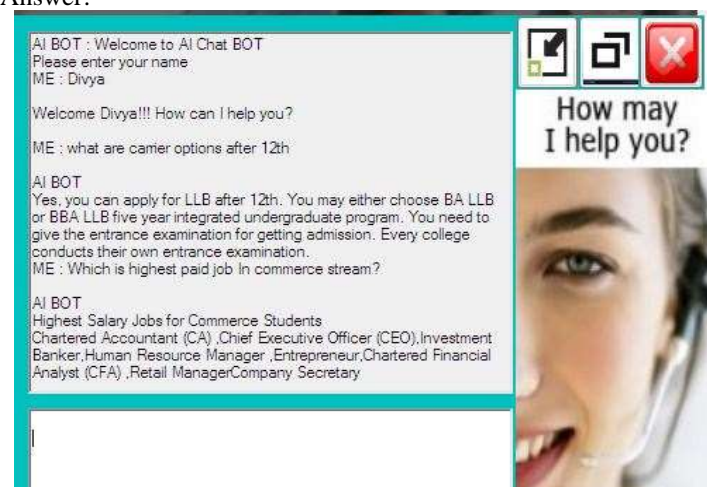 Answer:
AI BOT : Welcome to AI Chat BOT
Please enter your name
ME : Divya
Welcome Divya!!! How can I help you?
ME : what are carrier options after 12th
AI BOT
Yes, you can apply for LLB after 12th. You may either choose BA LLB
or BBA LLB five year integrated undergraduate program. You need to
give the entrance examination for getting admission. Every college
conducts their own entrance examination.
ME : Which is highest paid job In commerce stream?
AI BOT
Highest Salary Jobs for Commerce Students
Chartered Accountant (CA) ,Chief Executive Officer (CEO),Investment
Banker,Human Resource Manager ,Entrepreneur,Chartered Financial
Analyst (CFA) ,Retail ManagerCompany Secretary
How may
I help you?